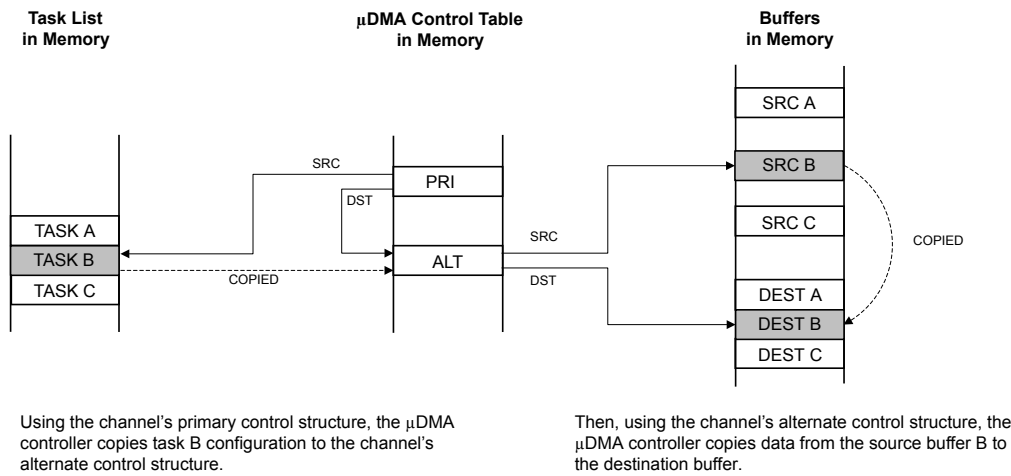 Task List
in Memory
µDMA Control Table
in Memory
Buffers
in Memory
SRC A
SRC
PRI
SRC B
DST
TASK A
SRC C
SRC
COPIED
TASK B
ALT
COPIED
DST
TASK C
DEST A
DEST B
DEST C
Using the channel's primary control structure, the µDMA
controller copies task B configuration to the channel's
alternate control structure.
Then, using the channel's alternate control structure, the
µDMA controller copies data from the source buffer B to
the destination buffer.